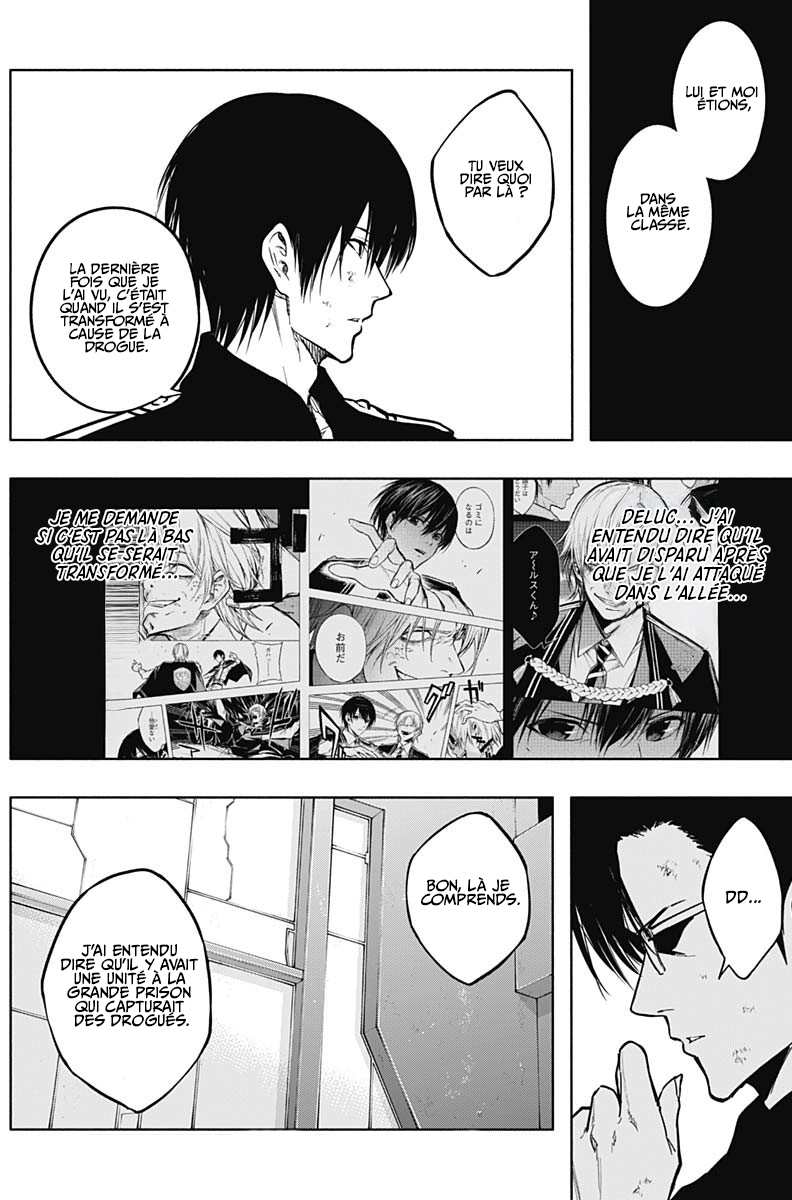 LUI ET MOI
ÉTIONS,
DANS
LA MÊME
CLASSE.
TU VEUX
DIRE QUOI
PAR LÀ ?
LA DERNIÈRE
FOIS QUE JE
L'AI VU, C'ÉTAIT
QUAND IL S'EST
TRANSFORMÉ À
CAUSE DE LA
DROGUE.
DELUC... J'AI
ENTENDU DIRE QU'IL
AVAIT DISPARU APRÈS
QUE JE L'AI ATTAQUÉ
DANS L'ALLÉE...
ア～ルスくん♪
ゴミに
なるのは
お前だ
JE ME DEMANDE
SI C'EST PAS LÀ BAS
QU'IL SE SERAIT
TRANSFORMÉ...
DD...
BON, LÀ JE
COMPRENDS.
J'AI ENTENDU
DIRE QU'IL Y AVAIT
UNE UNITÉ À LA
GRANDE PRISON
QUI CAPTURAIT
DES DROGUÉS.